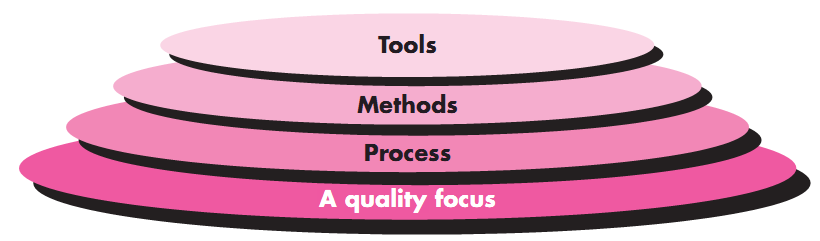 Tools
Methods
Process
A quality focus